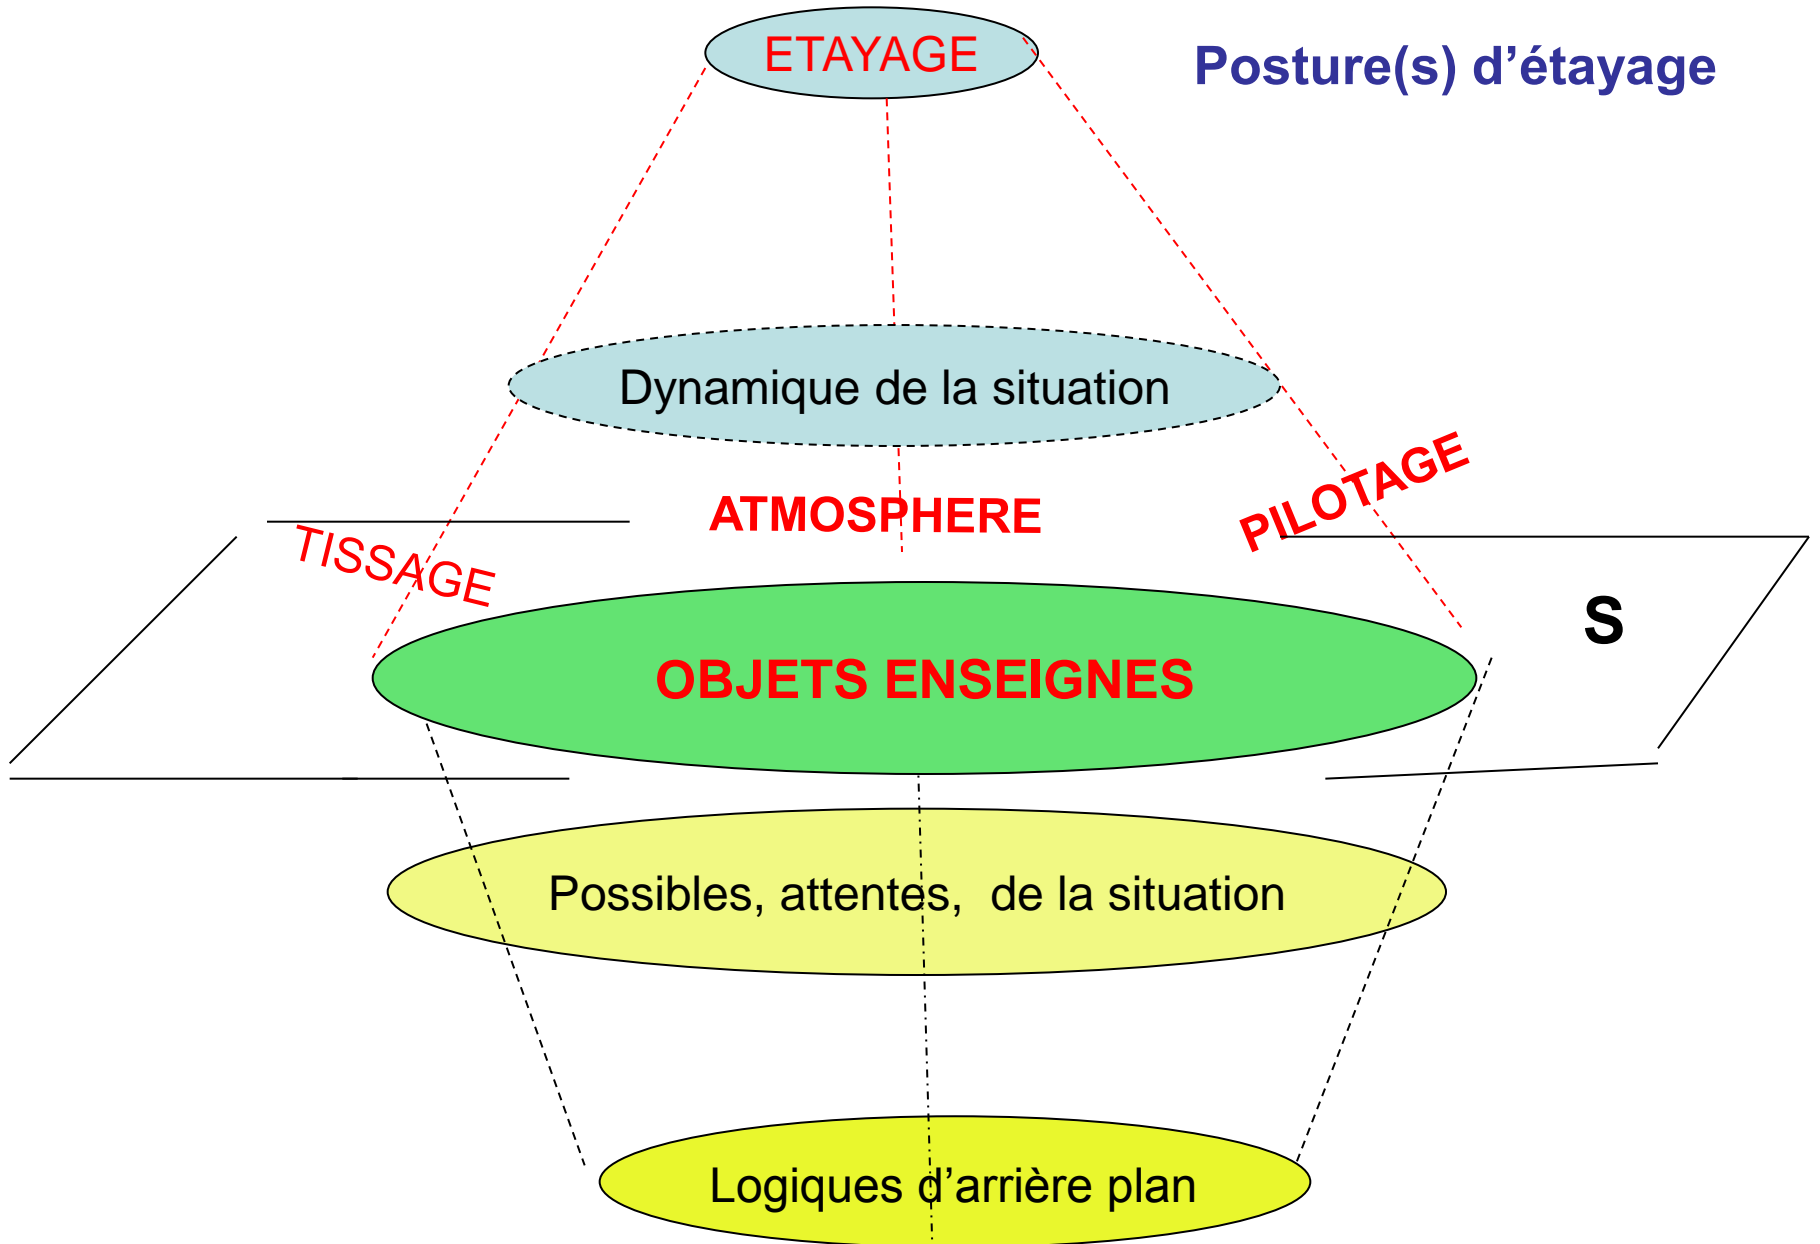 ETAYAGE
Posture(s) d’étayage
Dynamique de la situation
PILOTAGE
ATMOSPHERE
TISSAGE
S
OBJETS ENSEIGNES
Possibles, attentes,  de la situation
Logiques d’arrière plan